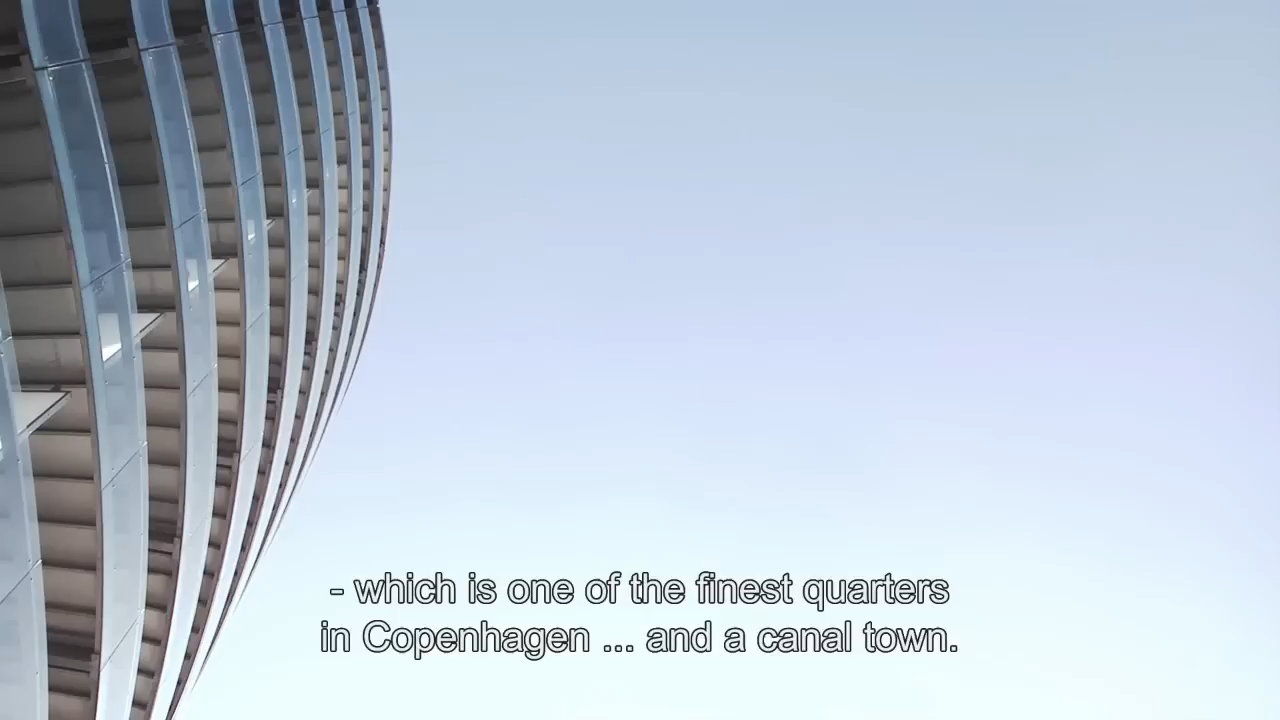 - which is one of the finest quarters
in Copenhagen ... and a canal town.